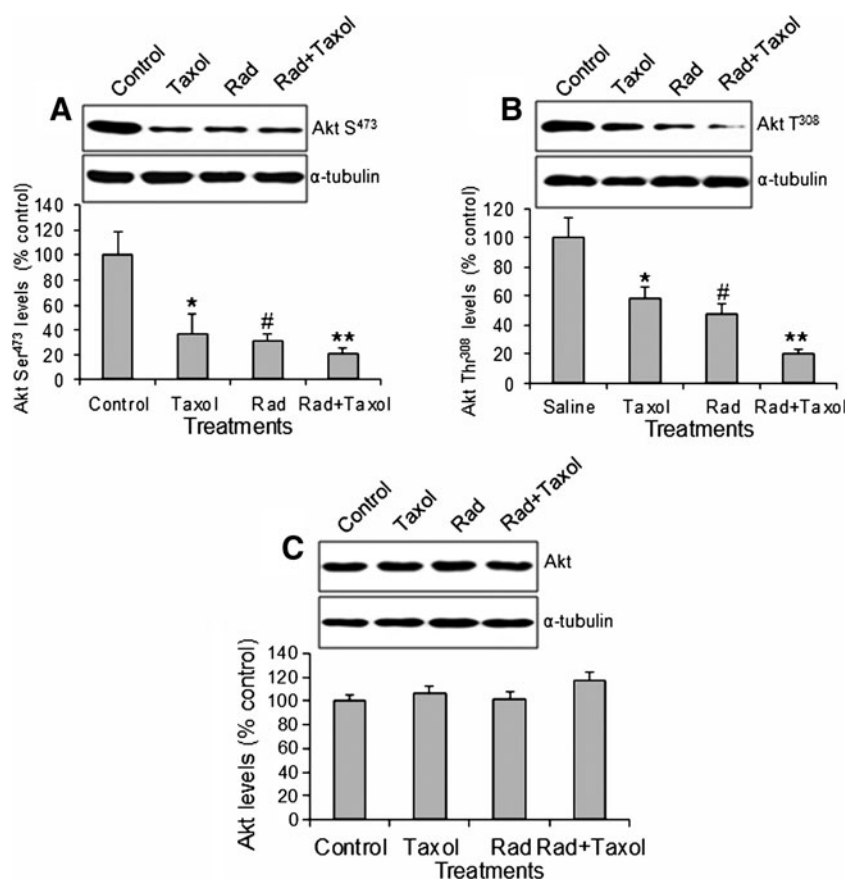 Control Taxol Rad Rad+Taxol
A
Akt S⁴⁷³
α-tubulin
Akt Ser⁴⁷³ levels (% control)
140
120
100
80
60
40
20
0
* # **
Control Taxol Rad Rad+Taxol
Treatments
Control Taxol Rad Rad+Taxol
B
Akt T³⁰⁸
α-tubulin
Akt Thr³⁰⁸ levels (% control)
120
100
80
60
40
20
0
* # **
Saline Taxol Rad Rad+Taxol
Treatments
Control Taxol Rad Rad+Taxol
C
Akt
α-tubulin
Akt levels (% control)
140
120
100
80
60
40
20
0
Control Taxol Rad Rad+Taxol
Treatments